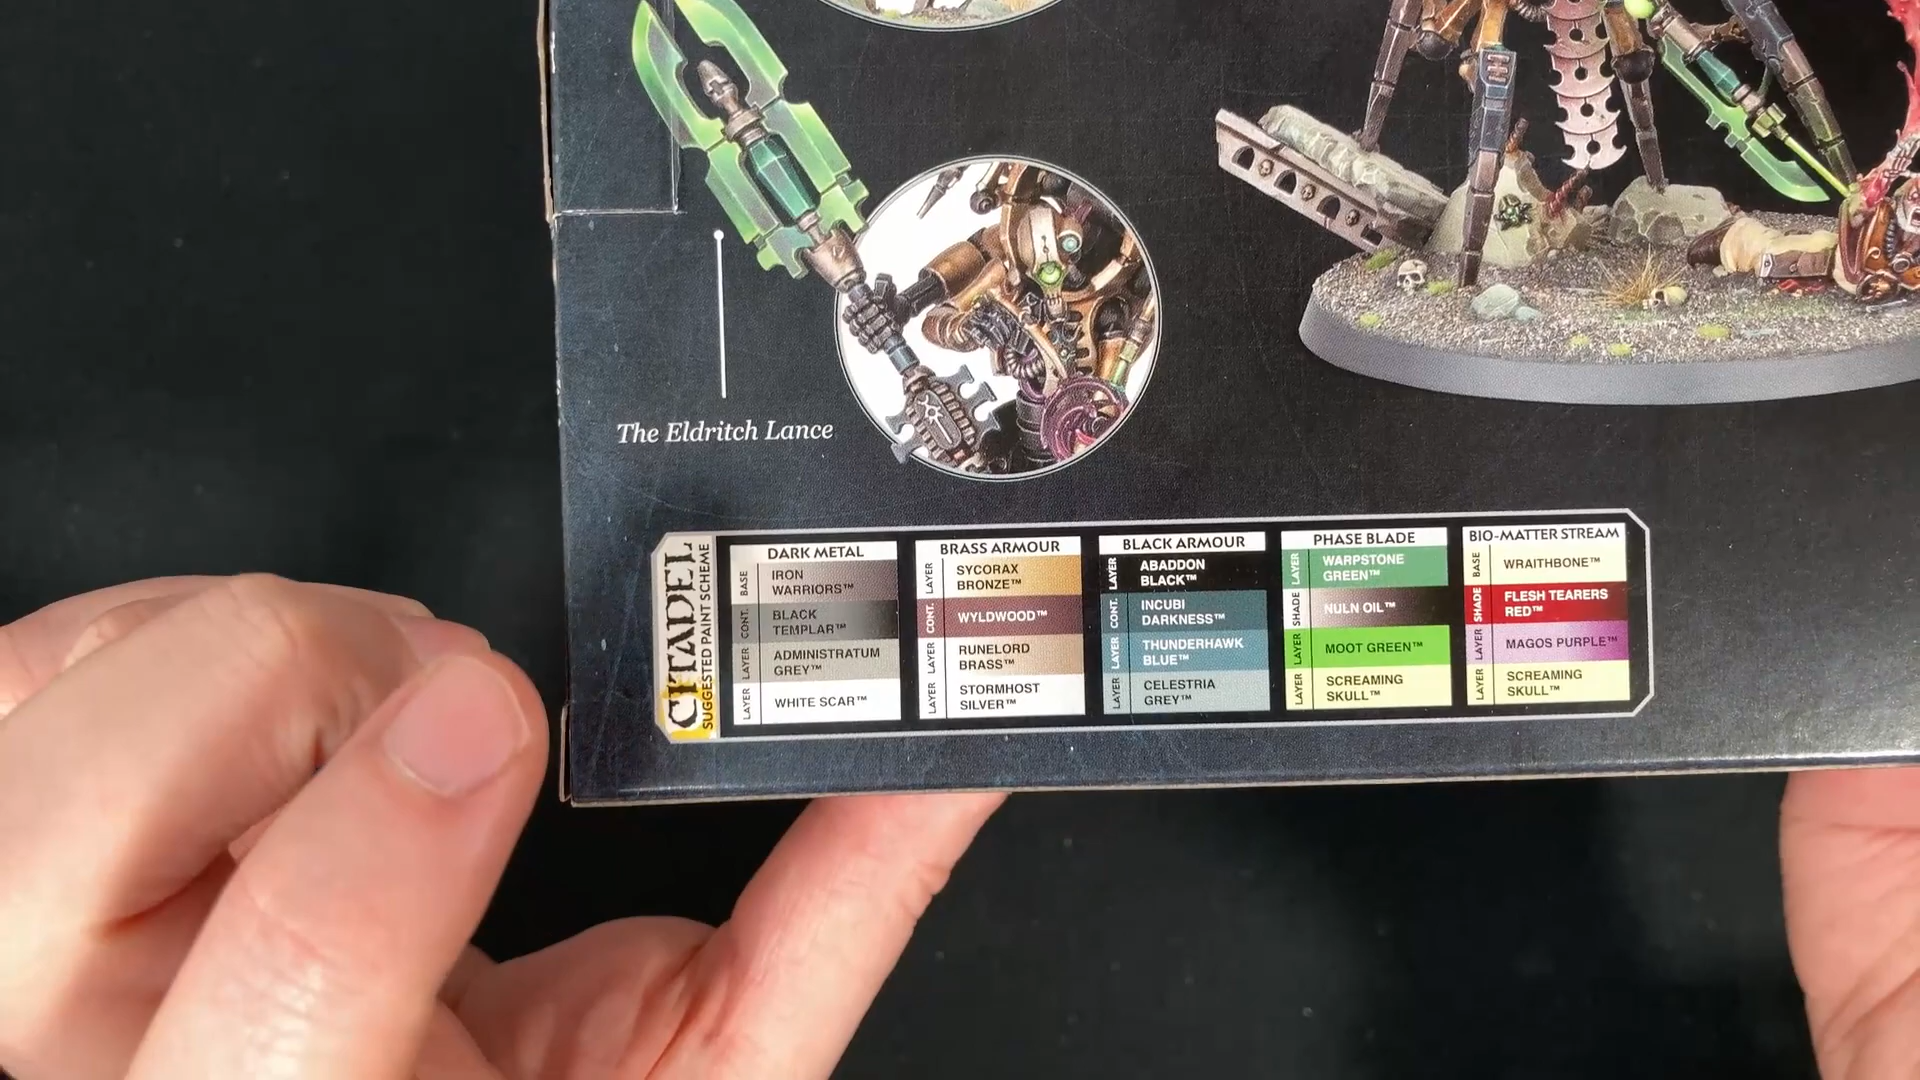 The Eldritch Lance
CITADEL
SUGGESTED PAINT SCHEME
DARK METAL
BASE
IRON
WARRIORS™
CONT.
BLACK
TEMPLAR™
LAYER
ADMINISTRATUM
GREY™
LAYER
WHITE SCAR™
BRASS ARMOUR
LAYER
SYCORAX
BRONZE™
CONT.
WYLDWOOD™
LAYER
RUNELORD
BRASS™
LAYER
STORMHOST
SILVER™
BLACK ARMOUR
LAYER
ABADDON
BLACK™
CONT.
INCUBI
DARKNESS™
LAYER
THUNDERHAWK
BLUE™
LAYER
CELESTRIA
GREY™
PHASE BLADE
LAYER
WARPSTONE
GREEN™
SHADE
NULN OIL™
LAYER
MOOT GREEN™
LAYER
SCREAMING
SKULL™
BIO-MATTER STREAM
BASE
WRAITHBONE™
SHADE
FLESH TEARERS
RED™
LAYER
MAGOS PURPLE™
LAYER
SCREAMING
SKULL™